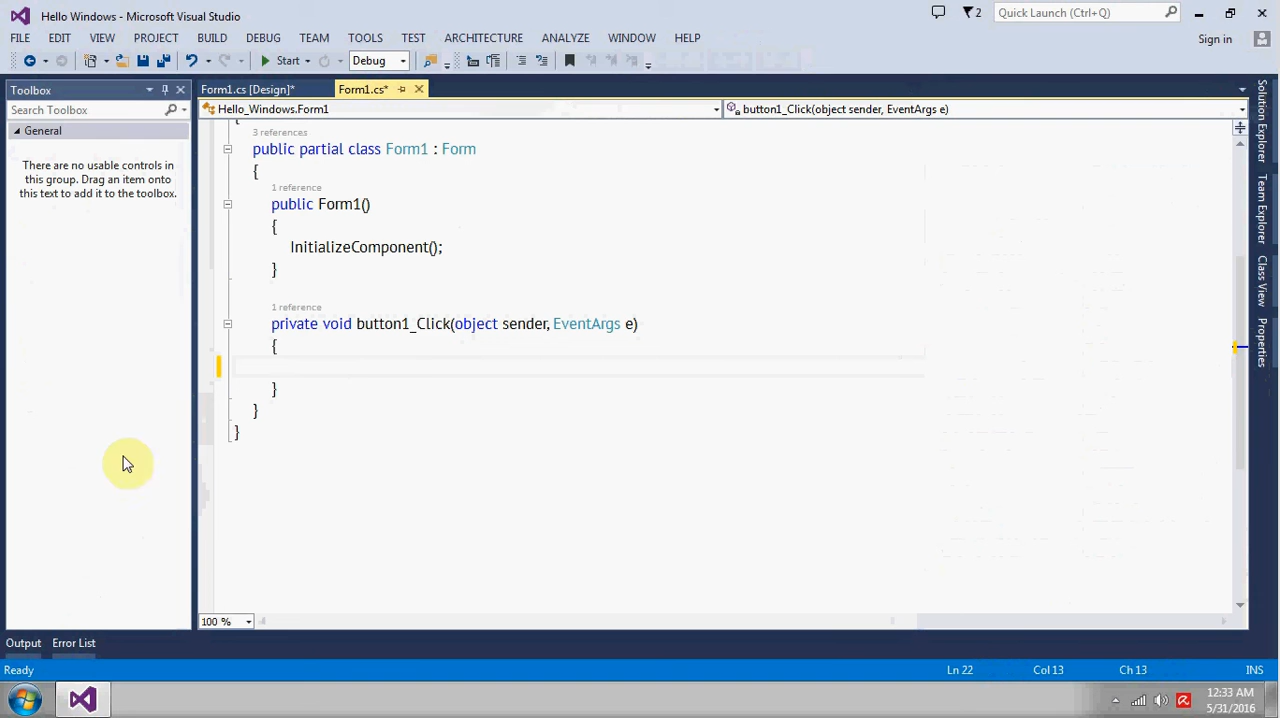 Hello Windows - Microsoft Visual Studio
2
Quick Launch (Ctrl+Q)
FILE EDIT VIEW PROJECT BUILD DEBUG TEAM TOOLS TEST ARCHITECTURE ANALYZE WINDOW HELP
Sign in
Start Debug
Toolbox
Form1.cs [Design]* Form1.cs*
Search Toolbox
Hello_Windows.Form1
button1_Click(object sender, EventArgs e)
General
There are no usable controls in
this group. Drag an item onto
this text to add it to the toolbox.
{
3 references
public partial class Form1 : Form
{
1 reference
public Form1()
{
InitializeComponent();
}
1 reference
private void button1_Click(object sender, EventArgs e)
{
}
}
}
Solution Explorer
Team Explorer
Class View
Properties
100 %
Output Error List
Ready
Ln 22
Col 13
Ch 13
INS
12:33 AM
5/31/2016